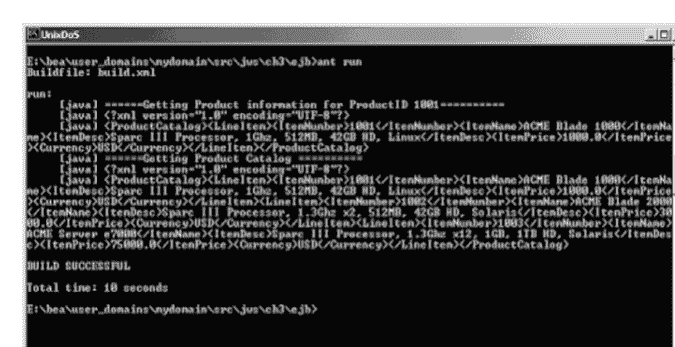 UnixDoS
E:\bea\user_domains\mydomain\src\jws\ch3\ejb>ant run
Buildfile: build.xml
run:
[java] ======Getting Product information for ProductID 1001==========
[java] <?xml version="1.0" encoding="UTF-8"?>
[java] <ProductCatalog><LineItem><ItemNumber>1001</ItemNumber><ItemName>ACME Blade 1000</ItemNa
me><ItemDesc>Sparc III Processor, 1Ghz, 512MB, 42GB HD, Linux</ItemDesc><ItemPrice>1000.0</ItemPrice
><Currency>USD</Currency></LineItem></ProductCatalog>
[java] ======Getting Product Catalog ==========
[java] <?xml version="1.0" encoding="UTF-8"?>
[java] <ProductCatalog><LineItem><ItemNumber>1001</ItemNumber><ItemName>ACME Blade 1000</ItemNa
me><ItemDesc>Sparc III Processor, 1Ghz, 512MB, 42GB HD, Linux</ItemDesc><ItemPrice>1000.0</ItemPrice
><Currency>USD</Currency></LineItem><LineItem><ItemNumber>1002</ItemNumber><ItemName>ACME Blade 2000
</ItemName><ItemDesc>Sparc III Processor, 1.3Ghz x2, 512MB, 42GB HD, Solaris</ItemDesc><ItemPrice>30
00.0</ItemPrice><Currency>USD</Currency></LineItem><LineItem><ItemNumber>1003</ItemNumber><ItemName>
ACME Server e7000</ItemName><ItemDesc>Sparc III Processor, 1.3Ghz x12, 1GB, 1TB HD, Solaris</ItemDes
c><ItemPrice>75000.0</ItemPrice><Currency>USD</Currency></LineItem></ProductCatalog>
BUILD SUCCESSFUL
Total time: 10 seconds
E:\bea\user_domains\mydomain\src\jws\ch3\ejb>